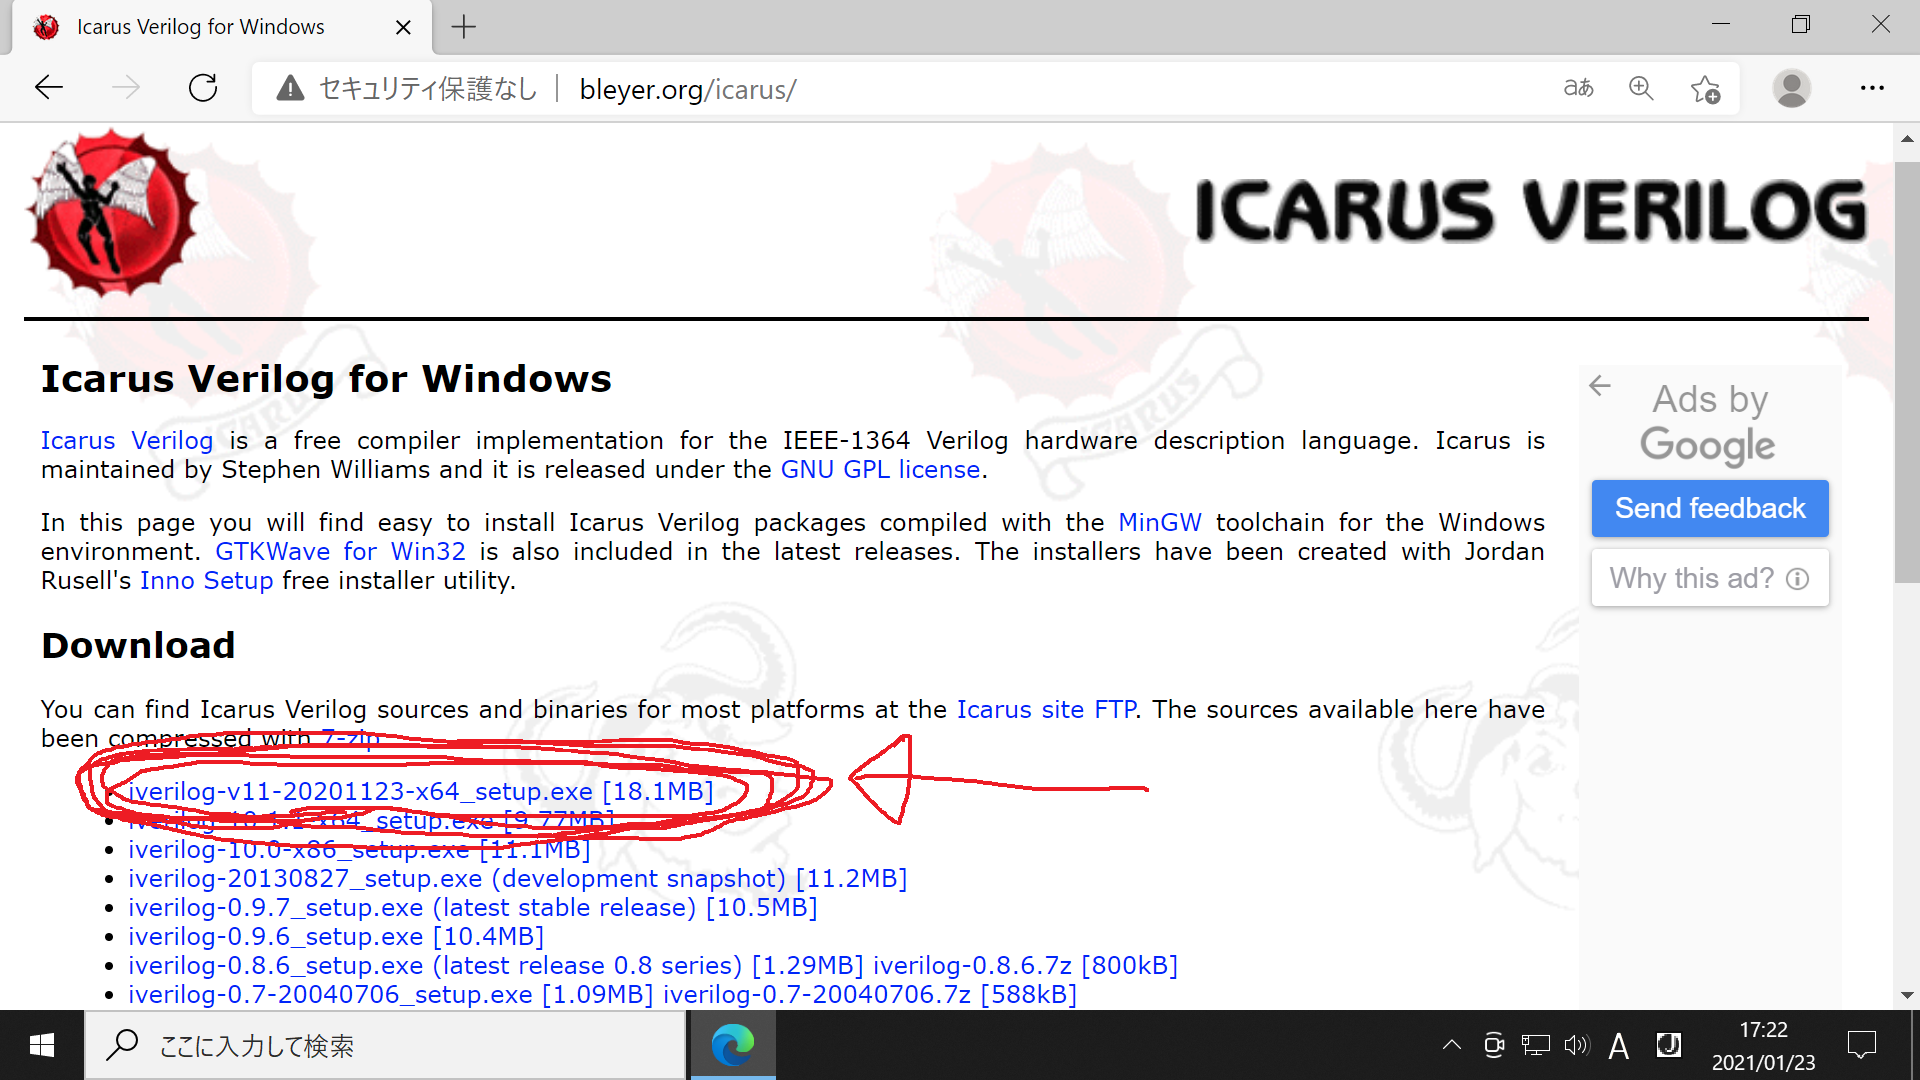 Icarus Verilog for Windows
セキュリティ保護なし
bleyer.org/icarus/
aあ
ICARUS VERILOG
Icarus Verilog for Windows
Icarus Verilog is a free compiler implementation for the IEEE-1364 Verilog hardware description language. Icarus is
maintained by Stephen Williams and it is released under the GNU GPL license.
In this page you will find easy to install Icarus Verilog packages compiled with the MinGW toolchain for the Windows
environment. GTKWave for Win32 is also included in the latest releases. The installers have been created with Jordan
Rusell's Inno Setup free installer utility.
Download
You can find Icarus Verilog sources and binaries for most platforms at the Icarus site FTP. The sources available here have
been compressed with 7-zip
iverilog-v11-20201123-x64_setup.exe [18.1MB]
iverilog-10.1.1-x64_setup.exe [9.77MB]
iverilog-10.0-x86_setup.exe [11.1MB]
iverilog-20130827_setup.exe (development snapshot) [11.2MB]
iverilog-0.9.7_setup.exe (latest stable release) [10.5MB]
iverilog-0.9.6_setup.exe [10.4MB]
iverilog-0.8.6_setup.exe (latest release 0.8 series) [1.29MB] iverilog-0.8.6.7z [800kB]
iverilog-0.7-20040706_setup.exe [1.09MB] iverilog-0.7-20040706.7z [588kB]
Ads by
Google
Send feedback
Why this ad?
ICARUS
ICARUS
ここに入力して検索
A
J
17:22
2021/01/23